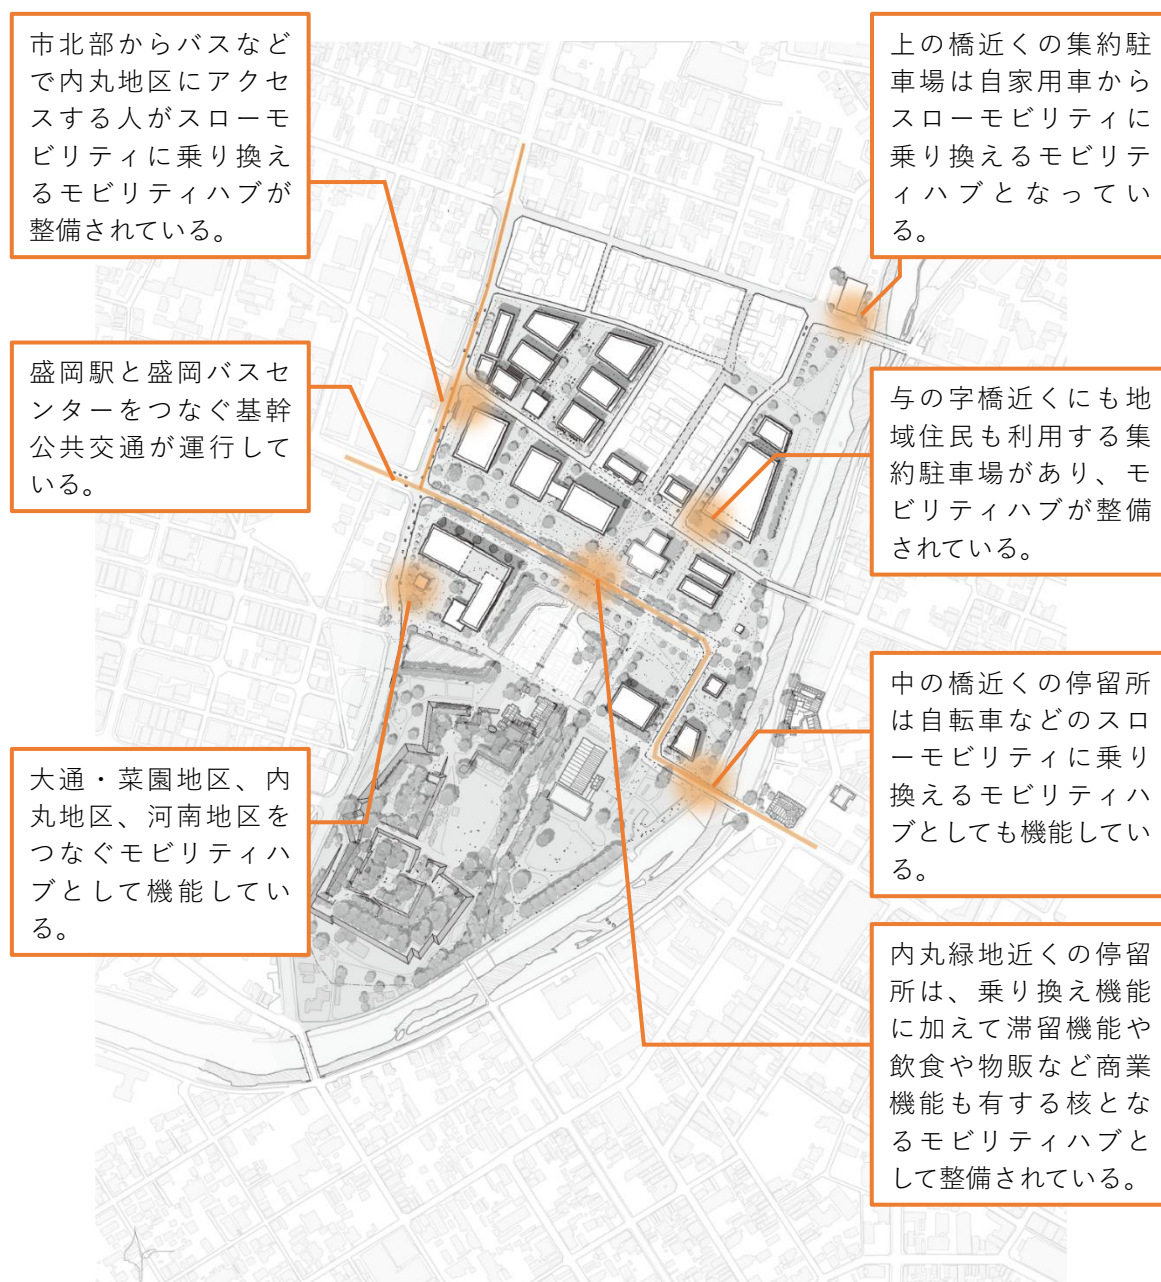 市北部からバスなど
で内丸地区にアクセ
スする人がスローモ
ビリティに乗り換え
るモビリティハブが
整備されている。
盛岡駅と盛岡バスセ
ンターをつなぐ基幹
公共交通が運行して
いる。
大通・菜園地区、内
丸地区、河南地区を
つなぐモビリティハ
ブとして機能してい
る。
上の橋近くの集約駐
車場は自家用車から
スローモビリティに
乗り換えるモビリテ
ィハブとなってい
る。
与の字橋近くにも地
域住民も利用する集
約駐車場があり、モ
ビリティハブが整備
されている。
中の橋近くの停留所
は自転車などのスロ
ーモビリティに乗り
換えるモビリティハ
ブとしても機能してい
る。
内丸緑地近くの停留
所は、乗り換え機能
に加えて滞留機能や
飲食や物販など商業
機能も有する核とな
るモビリティハブと
して整備されている。